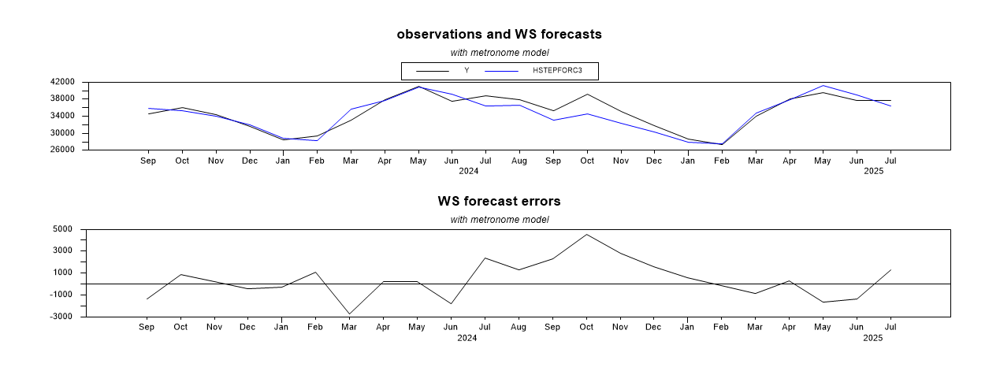 observations and WS forecasts
with metronome model
Y HSTEPFORC3
42000
38000
34000
30000
26000
Sep Oct Nov Dec Jan Feb Mar Apr May Jun Jul Aug Sep Oct Nov Dec Jan Feb Mar Apr May Jun Jul
2024 2025
WS forecast errors
with metronome model
5000
3000
1000
-1000
-3000
Sep Oct Nov Dec Jan Feb Mar Apr May Jun Jul Aug Sep Oct Nov Dec Jan Feb Mar Apr May Jun Jul
2024 2025